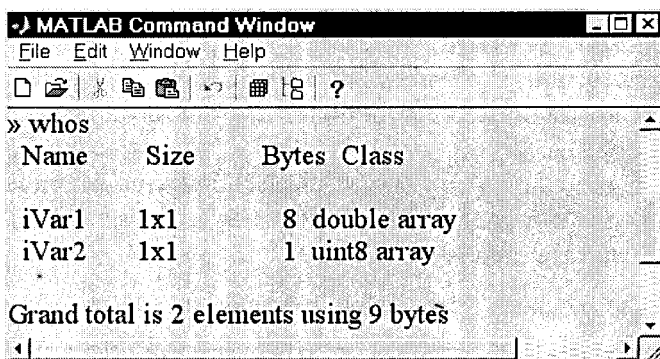 MATLAB Command Window
File Edit Window Help
?
» whos
Name Size Bytes Class
iVar1 1x1 8 double array
iVar2 1x1 1 uint8 array
Grand total is 2 elements using 9 bytes